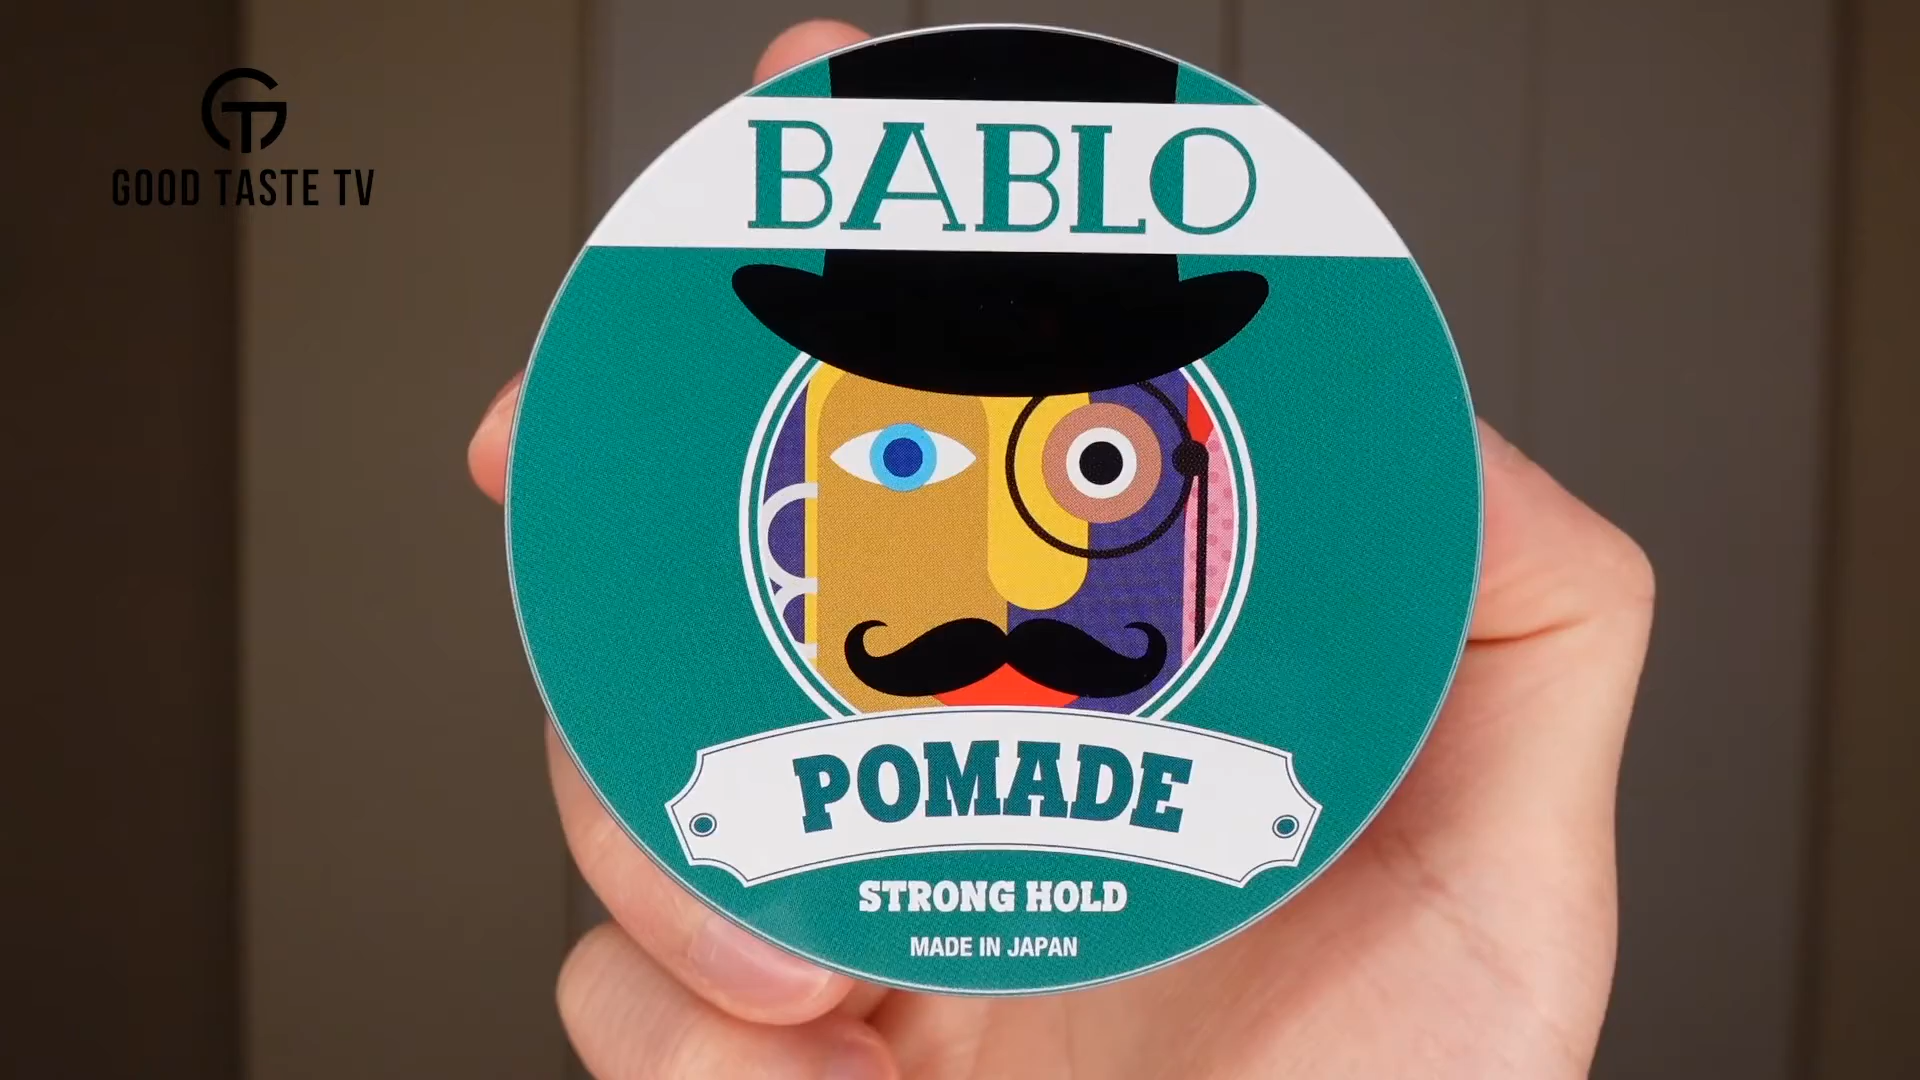 GOOD TASTE TV
BABLO
POMADE
STRONG HOLD
MADE IN JAPAN